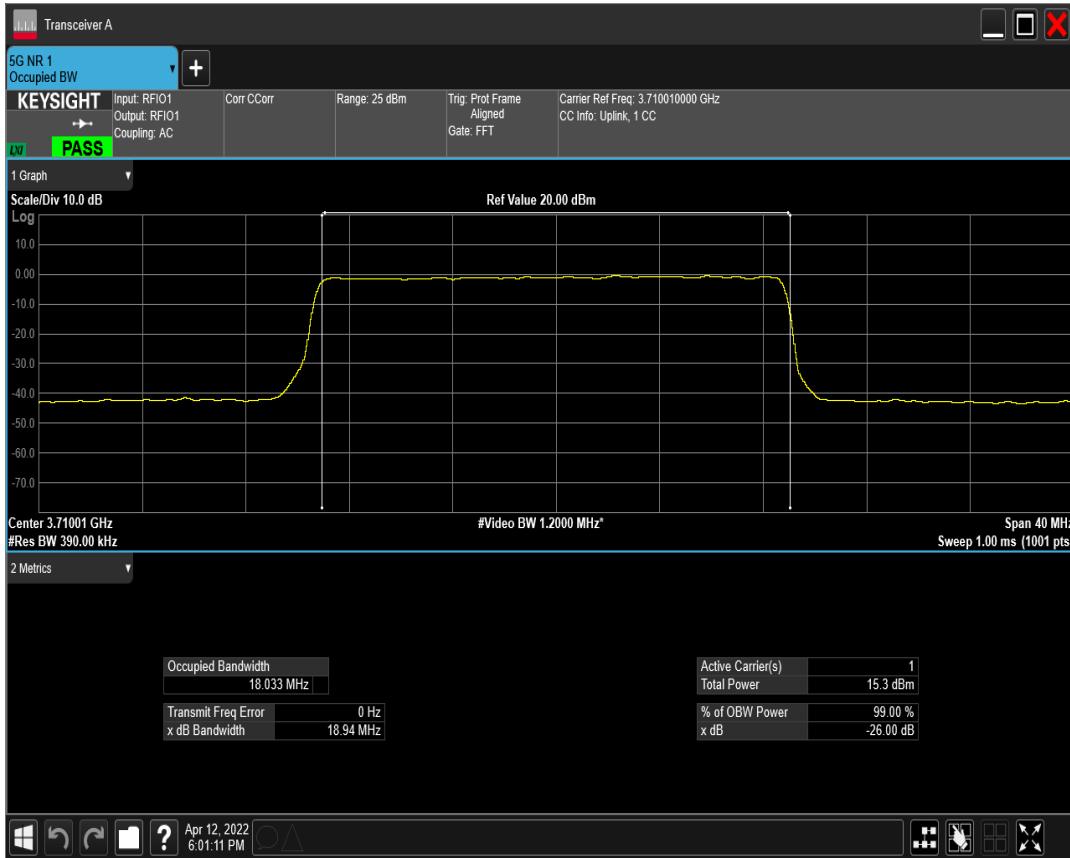 Transceiver A
5G NR 1
Occupied BW
KEYSIGHT
LXI
PASS
Input: RFIO1
Output: RFIO1
Coupling: AC
Corr CCorr
Range: 25 dBm
Trig: Prot Frame
Aligned
Gate: FFT
Carrier Ref Freq: 3.710010000 GHz
CC Info: Uplink, 1 CC
1 Graph
Scale/Div 10.0 dB
Ref Value 20.00 dBm
Log
10.0
0.00
-10.0
-20.0
-30.0
-40.0
-50.0
-60.0
-70.0
Center 3.71001 GHz
#Video BW 1.2000 MHz*
Span 40 MHz
#Res BW 390.00 kHz
Sweep 1.00 ms (1001 pts
2 Metrics
Occupied Bandwidth
18.033 MHz
Transmit Freq Error 0 Hz
x dB Bandwidth 18.94 MHz
Active Carrier(s) 1
Total Power 15.3 dBm
% of OBW Power 99.00 %
x dB -26.00 dB
?
Apr 12, 2022
6:01:11 PM